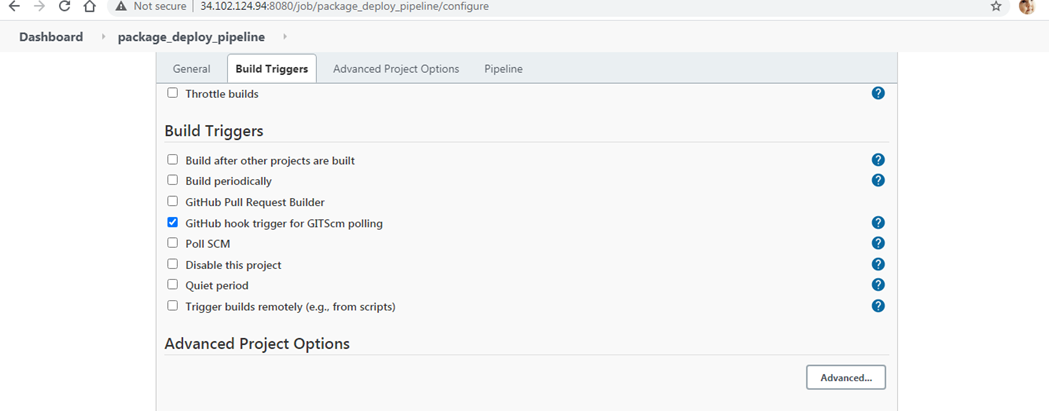 Not secure | 34.102.124.94:8080/job/package_deploy_pipeline/configure
Dashboard package_deploy_pipeline
General Build Triggers Advanced Project Options Pipeline
Throttle builds
Build Triggers
Build after other projects are built
Build periodically
GitHub Pull Request Builder
GitHub hook trigger for GITScm polling
Poll SCM
Disable this project
Quiet period
Trigger builds remotely (e.g., from scripts)
Advanced Project Options
Advanced...